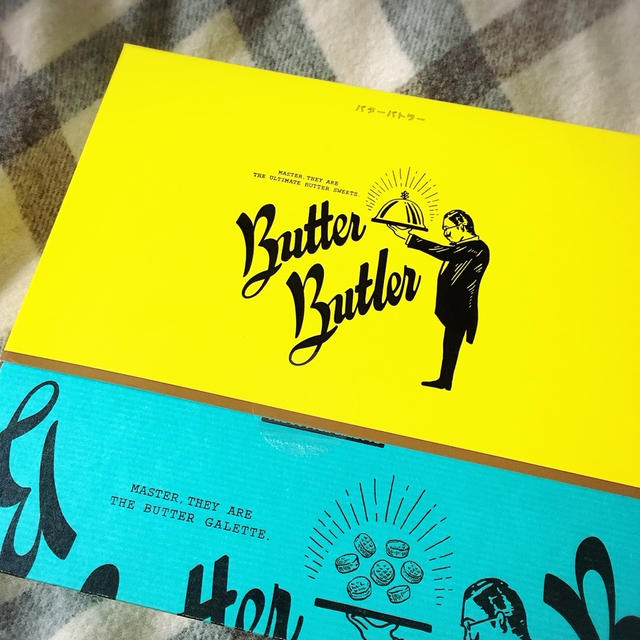 バターバトラー
MASTER, THEY ARE
THE ULTIMATE BUTTER SWEETS.
Butter
Butler
MASTER, THEY ARE
THE BUTTER GALETTE.
Butter